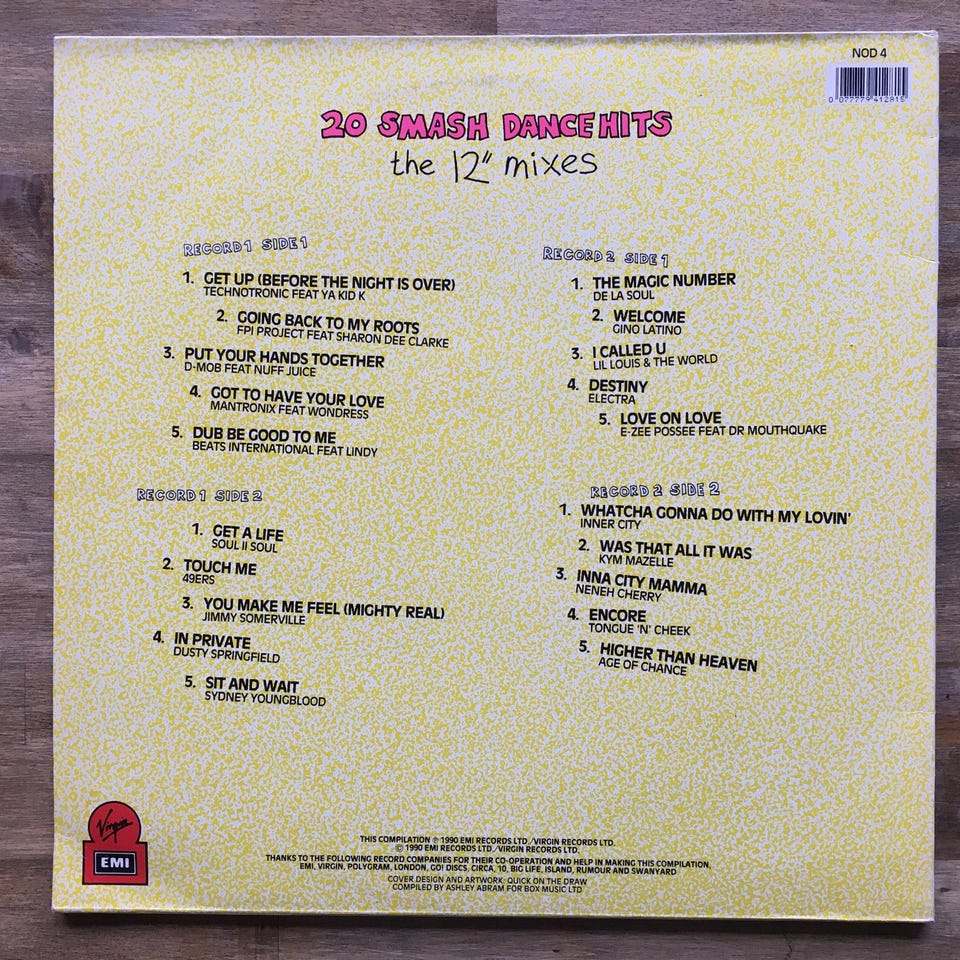 NOD 4
0 077779 412815
20 SMASH DANCE HITS
the 12" mixes
RECORD 1 SIDE 1
1. GET UP (BEFORE THE NIGHT IS OVER)
TECHNOTRONIC FEAT YA KID K
2. GOING BACK TO MY ROOTS
FPI PROJECT FEAT SHARON DEE CLARKE
3. PUT YOUR HANDS TOGETHER
D-MOB FEAT NUFF JUICE
4. GOT TO HAVE YOUR LOVE
MANTRONIX FEAT WONDRESS
5. DUB BE GOOD TO ME
BEATS INTERNATIONAL FEAT LINDY
RECORD 1 SIDE 2
1. GET A LIFE
SOUL II SOUL
2. TOUCH ME
49ERS
3. YOU MAKE ME FEEL (MIGHTY REAL)
JIMMY SOMERVILLE
4. IN PRIVATE
DUSTY SPRINGFIELD
5. SIT AND WAIT
SYDNEY YOUNGBLOOD
RECORD 2 SIDE 1
1. THE MAGIC NUMBER
DE LA SOUL
2. WELCOME
GINO LATINO
3. I CALLED U
LIL LOUIS & THE WORLD
4. DESTINY
ELECTRA
5. LOVE ON LOVE
E-ZEE POSSEE FEAT DR MOUTHQUAKE
RECORD 2 SIDE 2
1. WHATCHA GONNA DO WITH MY LOVIN'
INNER CITY
2. WAS THAT ALL IT WAS
KYM MAZELLE
3. INNA CITY MAMMA
NENEH CHERRY
4. ENCORE
TONGUE 'N' CHEEK
5. HIGHER THAN HEAVEN
AGE OF CHANCE
Virgin
EMI
THIS COMPILATION ℗ 1990 EMI RECORDS LTD./VIRGIN RECORDS LTD.
© 1990 EMI RECORDS LTD./VIRGIN RECORDS LTD.
THANKS TO THE FOLLOWING RECORD COMPANIES FOR THEIR CO-OPERATION AND HELP IN MAKING THIS COMPILATION,
EMI, VIRGIN, POLYGRAM, LONDON, GO! DISCS, CIRCA, 10, BIG LIFE, ISLAND, RUMOUR AND SWANYARD
COVER DESIGN AND ARTWORK: QUICK ON THE DRAW
COMPILED BY ASHLEY ABRAM FOR BOX MUSIC LTD